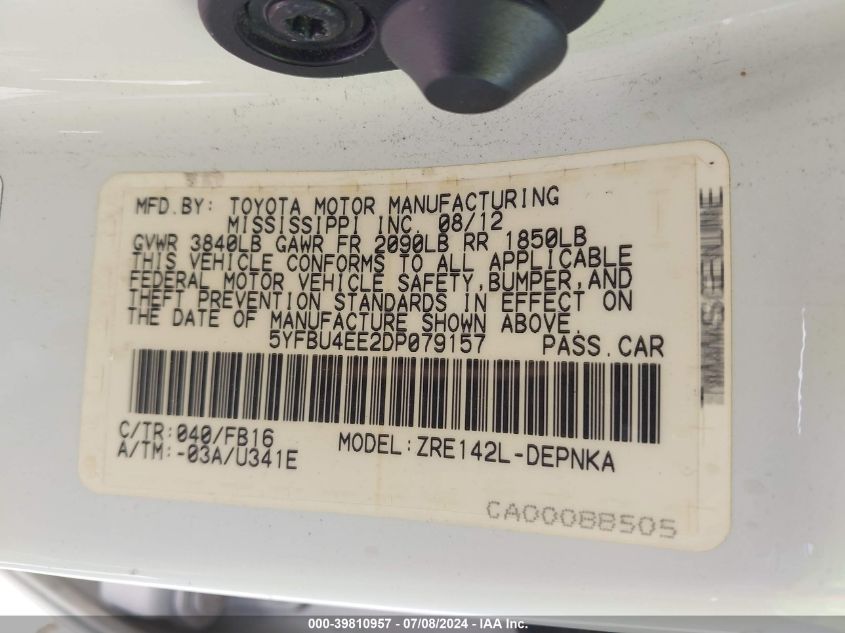 MFD.BY: TOYOTA MOTOR MANUFACTURING
MISSISSIPPI INC. 08/12
GVWR 3840LB GAWR FR 2090LB RR 1850LB
THIS VEHICLE CONFORMS TO ALL APPLICABLE
FEDERAL MOTOR VEHICLE SAFETY,BUMPER,AND
THEFT PREVENTION STANDARDS IN EFFECT ON
THE DATE OF MANUFACTURE SHOWN ABOVE.
5YFBU4EE2DP079157 PASS.CAR
C/TR:040/FB16 MODEL:ZRE142L-DEPNKA
A/TM:-03A/U341E
CA00088505
000-39810957 - 07/08/2024 - IAA Inc.